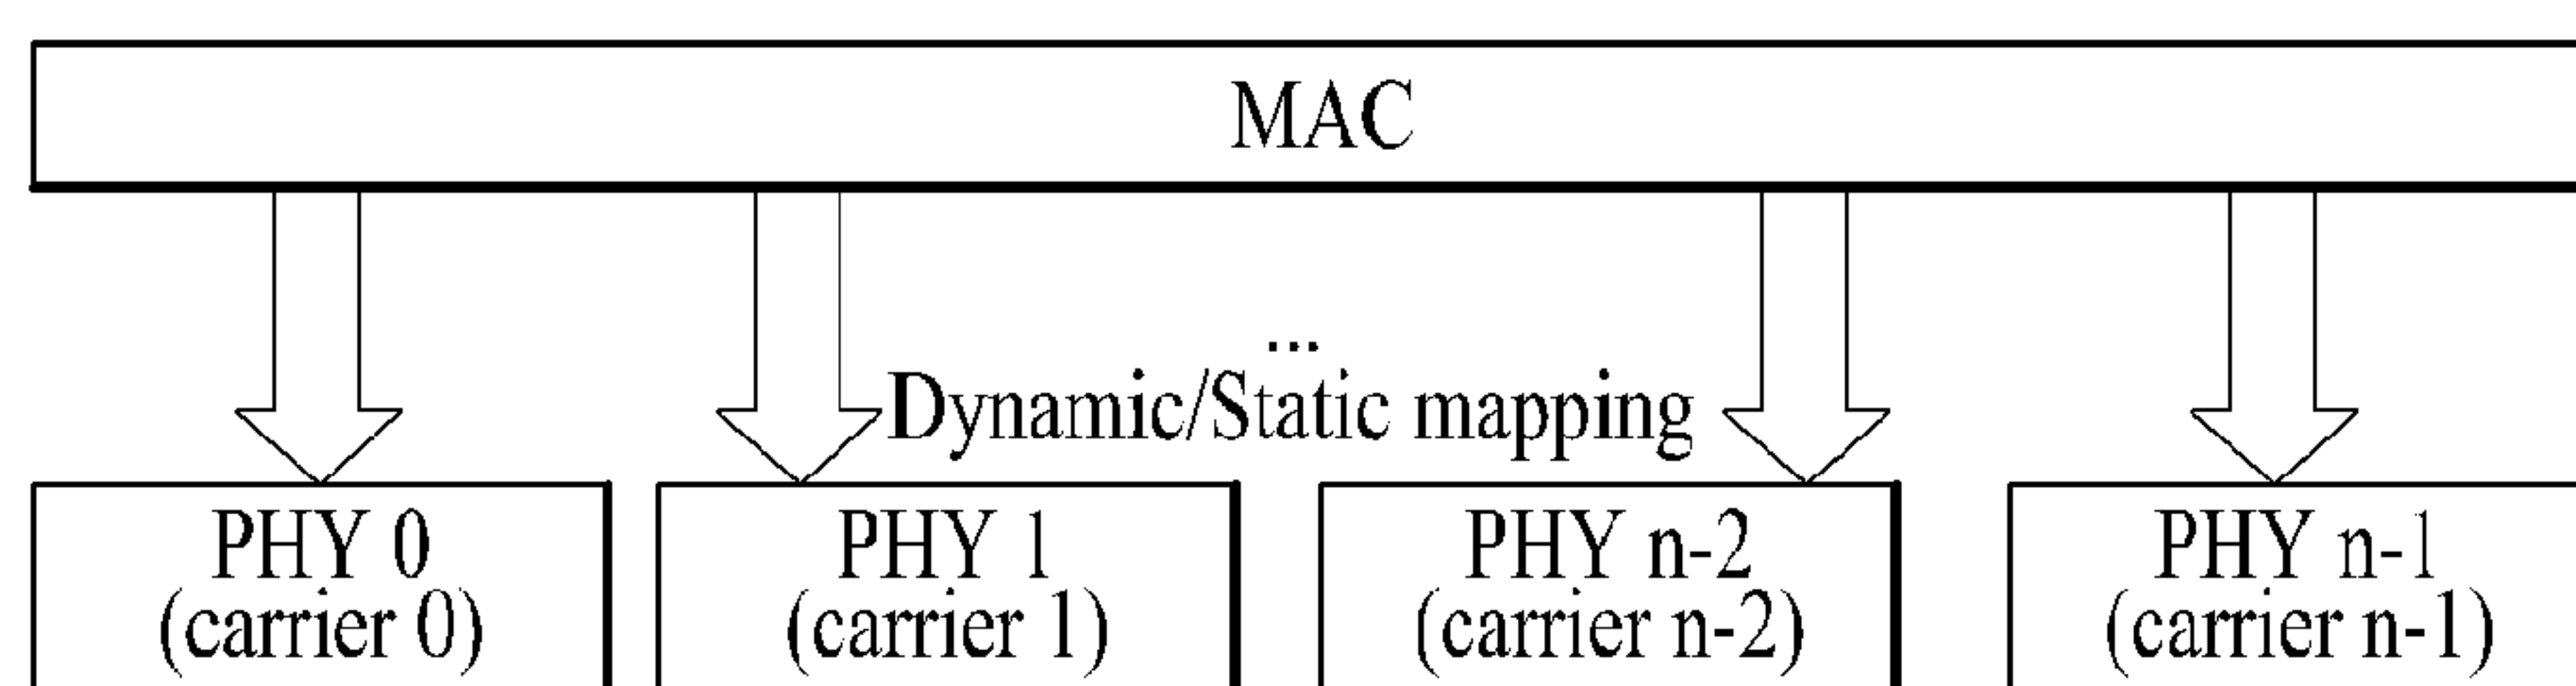 MAC
...
Dynamic/Static mapping
PHY 0
(carrier 0)
PHY 1
(carrier 1)
PHY n-2
(carrier n-2)
PHY n-1
(carrier n-1)